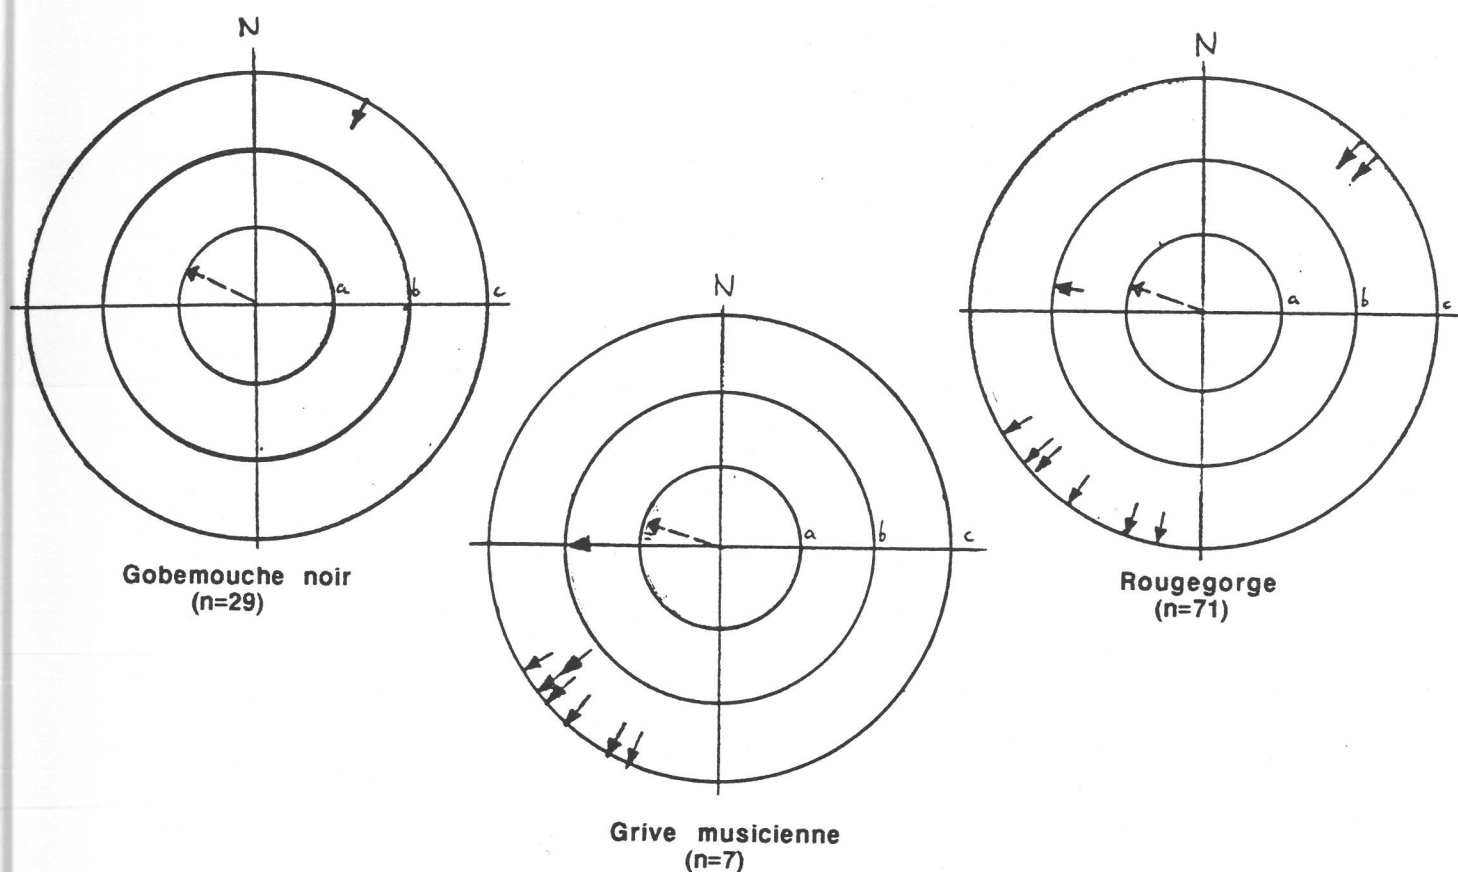 N
a b c
Gobemouche noir
(n=29)
N
a b c
Grive musicienne
(n=7)
N
a b c
Rougegorge
(n=71)